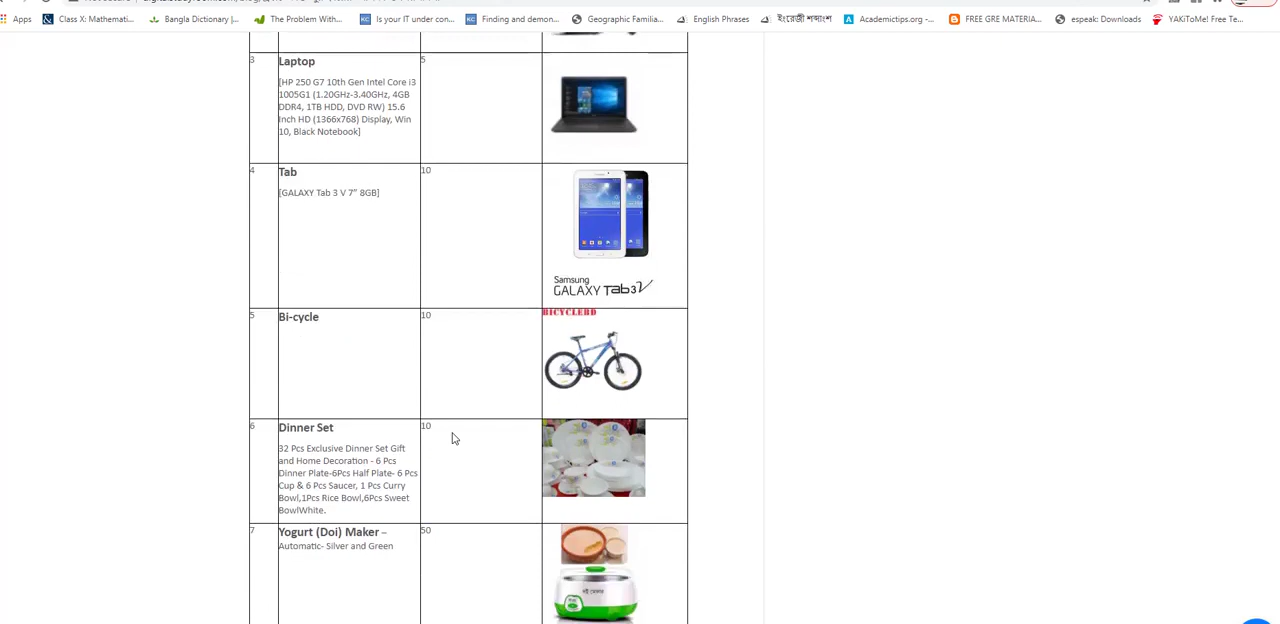 Apps
Class X: Mathemati...
Bangla Dictionary |...
The Problem With...
Is your IT under con...
Finding and demon...
Geographic Familia...
English Phrases
ইংরেজী শব্দাংশ
Academictips.org -...
FREE GRE MATERIA...
espeak: Downloads
YAKiToMe! Free Te...
3
Laptop
5
[HP 250 G7 10th Gen Intel Core i3
1005G1 (1.20GHz-3.40GHz, 4GB
DDR4, 1TB HDD, DVD RW) 15.6
Inch HD (1366x768) Display, Win
10, Black Notebook]
4
Tab
10
[GALAXY Tab 3 V 7” 8GB]
Samsung
GALAXY Tab3V
5
Bi-cycle
10
BICYCLEBD
6
Dinner Set
10
32 Pcs Exclusive Dinner Set Gift
and Home Decoration - 6 Pcs
Dinner Plate-6Pcs Half Plate- 6 Pcs
Cup & 6 Pcs Saucer, 1 Pcs Curry
Bowl,1Pcs Rice Bowl,6Pcs Sweet
BowlWhite.
7
Yogurt (Doi) Maker –
50
Automatic- Silver and Green
দই মেকার